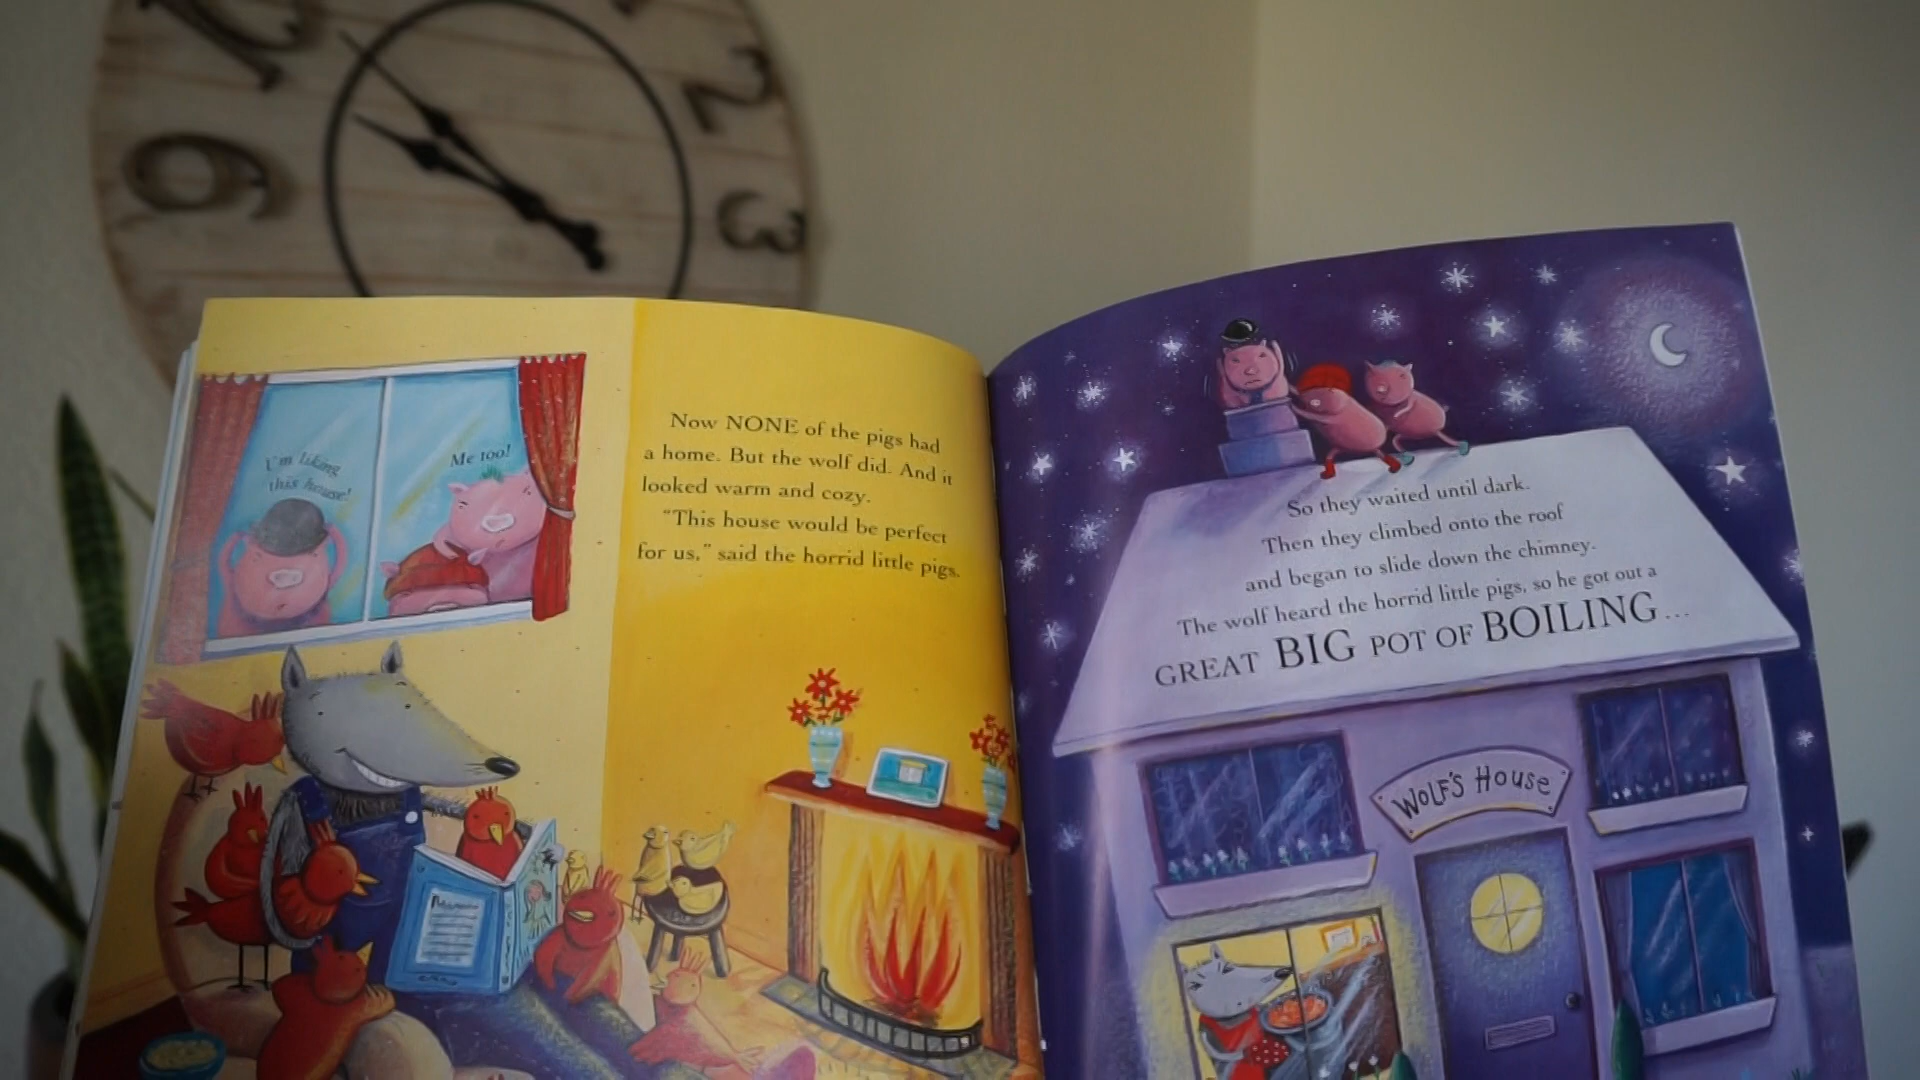 2
9
3
I'm liking
this house!
Me too!
Now NONE of the pigs had
a home. But the wolf did. And it
looked warm and cozy.
"This house would be perfect
for us," said the horrid little pigs.
So they waited until dark.
Then they climbed onto the roof
and began to slide down the chimney.
The wolf heard the horrid little pigs, so he got out a
GREAT BIG POT OF BOILING...
WOLF'S HOUSE